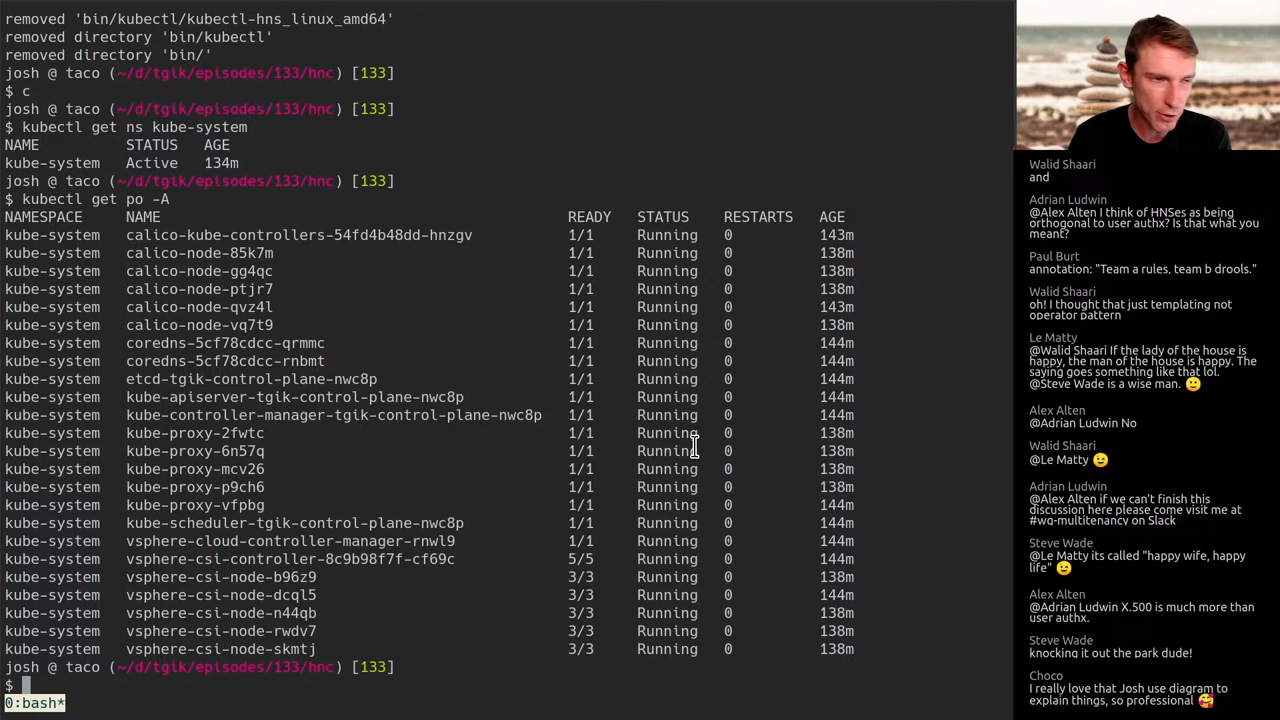 removed 'bin/kubectl/kubectl-hns_linux_amd64'
removed directory 'bin/kubectl'
removed directory 'bin/'
josh @ taco (~/d/tgik/episodes/133/hnc) [133]
$ c
josh @ taco (~/d/tgik/episodes/133/hnc) [133]
$ kubectl get ns kube-system
NAME STATUS AGE
kube-system Active 134m
josh @ taco (~/d/tgik/episodes/133/hnc) [133]
$ kubectl get po -A
NAMESPACE NAME READY STATUS RESTARTS AGE
kube-system calico-kube-controllers-54fd4b48dd-hnzgv 1/1 Running 0 143m
kube-system calico-node-85k7m 1/1 Running 0 138m
kube-system calico-node-gg4qc 1/1 Running 0 138m
kube-system calico-node-ptjr7 1/1 Running 0 138m
kube-system calico-node-qvz4l 1/1 Running 0 143m
kube-system calico-node-vq7t9 1/1 Running 0 138m
kube-system coredns-5cf78cdcc-qrmmc 1/1 Running 0 144m
kube-system coredns-5cf78cdcc-rnbmt 1/1 Running 0 144m
kube-system etcd-tgik-control-plane-nwc8p 1/1 Running 0 144m
kube-system kube-apiserver-tgik-control-plane-nwc8p 1/1 Running 0 144m
kube-system kube-controller-manager-tgik-control-plane-nwc8p 1/1 Running 0 144m
kube-system kube-proxy-2fwtc 1/1 Running 0 138m
kube-system kube-proxy-6n57q 1/1 Running 0 138m
kube-system kube-proxy-mcv26 1/1 Running 0 138m
kube-system kube-proxy-p9ch6 1/1 Running 0 138m
kube-system kube-proxy-vfpbg 1/1 Running 0 144m
kube-system kube-scheduler-tgik-control-plane-nwc8p 1/1 Running 0 144m
kube-system vsphere-cloud-controller-manager-rnwl9 1/1 Running 0 144m
kube-system vsphere-csi-controller-8c9b98f7f-cf69c 5/5 Running 0 144m
kube-system vsphere-csi-node-b96z9 3/3 Running 0 138m
kube-system vsphere-csi-node-dcql5 3/3 Running 0 144m
kube-system vsphere-csi-node-n44qb 3/3 Running 0 138m
kube-system vsphere-csi-node-rwdv7 3/3 Running 0 138m
kube-system vsphere-csi-node-skmtj 3/3 Running 0 138m
josh @ taco (~/d/tgik/episodes/133/hnc) [133]
$
0:bash*
Walid Shaari
and
Adrian Ludwin
@Alex Alten I think of HNSes as being
orthogonal to user authx? Is that what you
meant?
Paul Burt
annotation: "Team a rules, team b drools."
Walid Shaari
oh! I thought that just templating not
operator pattern
Le Matty
@Walid Shaari If the lady of the house is
happy, the man of the house is happy. The
saying goes something like that lol.
@Steve Wade is a wise man. 🙂
Alex Alten
@Adrian Ludwin No
Walid Shaari
@Le Matty 😉
Adrian Ludwin
@Alex Alten if we can't finish this
discussion here please come visit me at
#wg-multitenancy on Slack
Steve Wade
@Le Matty its called "happy wife, happy
life" 😉
Alex Alten
@Adrian Ludwin X.500 is much more than
user authx.
Steve Wade
knocking it out the park dude!
Choco
I really love that Josh use diagram to
explain things, so professional 🥰